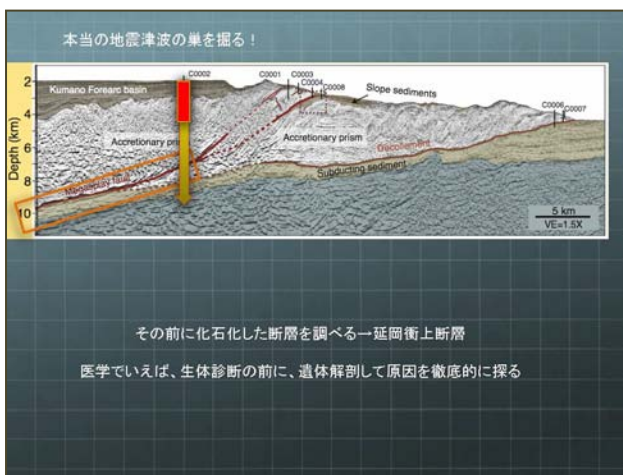 本当の地震津波の巣を掘る！
C0002
C0001
C0003
C0004
C0008
Slope sediments
C0006
C0007
Kumano Forearc basin
2
4
6
8
10
Depth (km)
Accretionary prism
Accretionary prism
Decollement
Megasplay fault
Subducting sediment
5 km
VE=1.5X
その前に化石化した断層を調べる→延岡衝上断層
医学でいえば、生体診断の前に、遺体解剖して原因を徹底的に探る